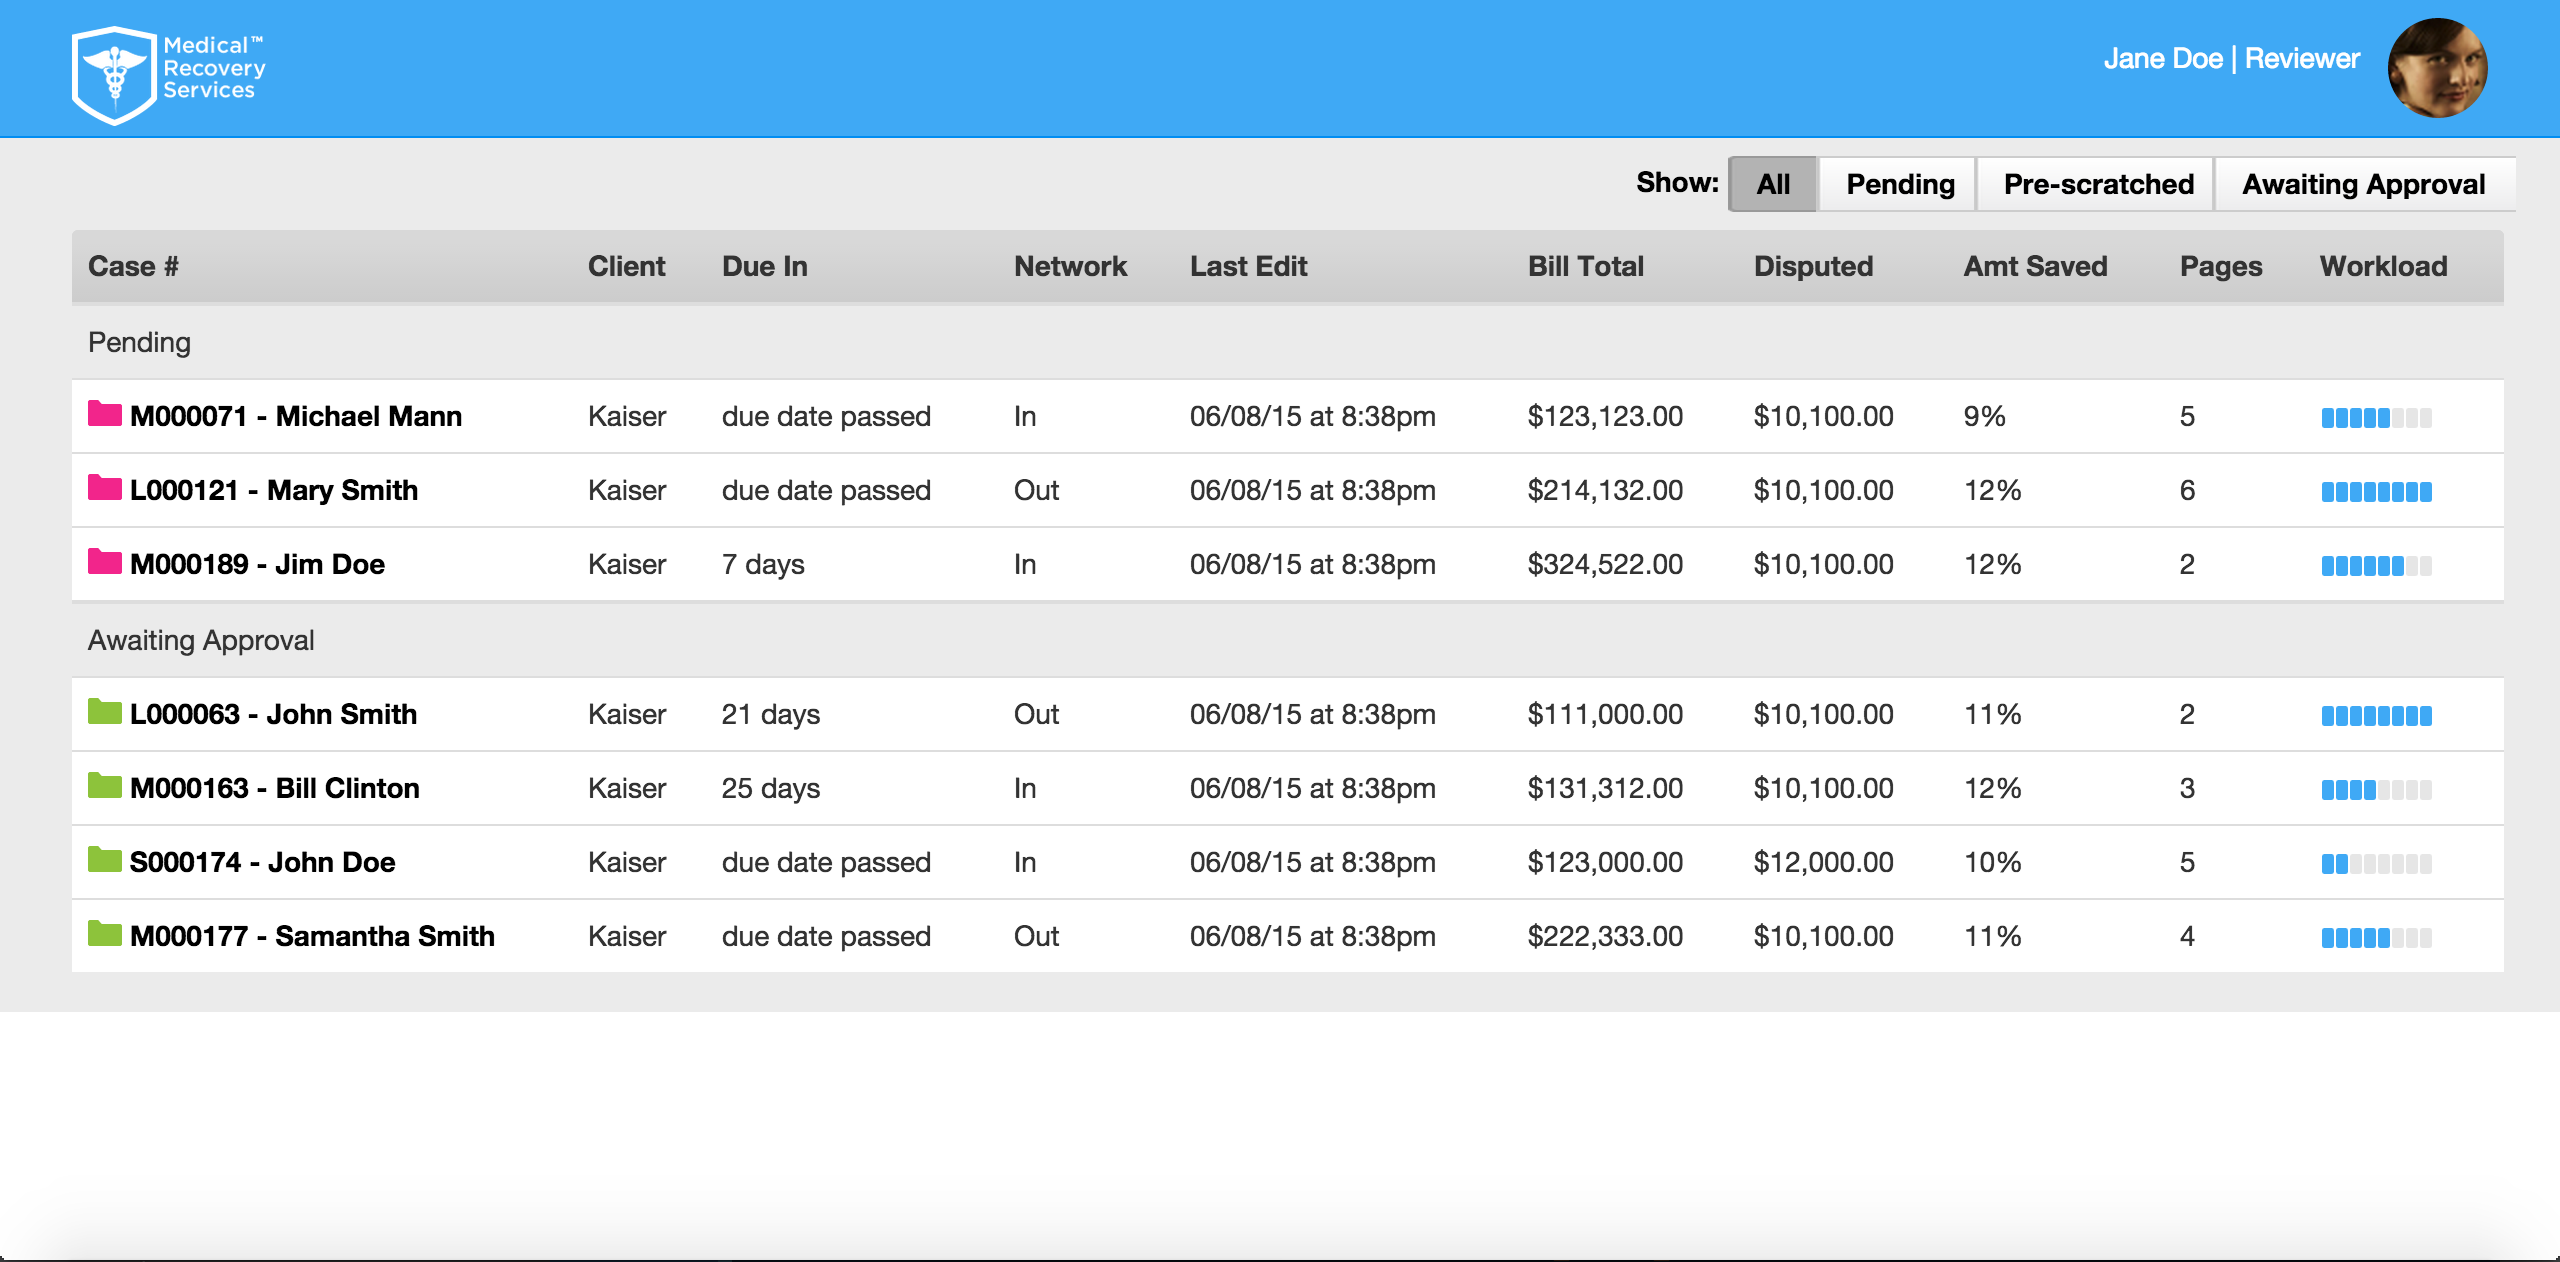 Medical™
Recovery
Services
Jane Doe | Reviewer
Show: All Pending Pre-scratched Awaiting Approval
Case # Client Due In Network Last Edit Bill Total Disputed Amt Saved Pages Workload
Pending
M000071 - Michael Mann Kaiser due date passed In 06/08/15 at 8:38pm $123,123.00 $10,100.00 9% 5
L000121 - Mary Smith Kaiser due date passed Out 06/08/15 at 8:38pm $214,132.00 $10,100.00 12% 6
M000189 - Jim Doe Kaiser 7 days In 06/08/15 at 8:38pm $324,522.00 $10,100.00 12% 2
Awaiting Approval
L000063 - John Smith Kaiser 21 days Out 06/08/15 at 8:38pm $111,000.00 $10,100.00 11% 2
M000163 - Bill Clinton Kaiser 25 days In 06/08/15 at 8:38pm $131,312.00 $10,100.00 12% 3
S000174 - John Doe Kaiser due date passed In 06/08/15 at 8:38pm $123,000.00 $12,000.00 10% 5
M000177 - Samantha Smith Kaiser due date passed Out 06/08/15 at 8:38pm $222,333.00 $10,100.00 11% 4